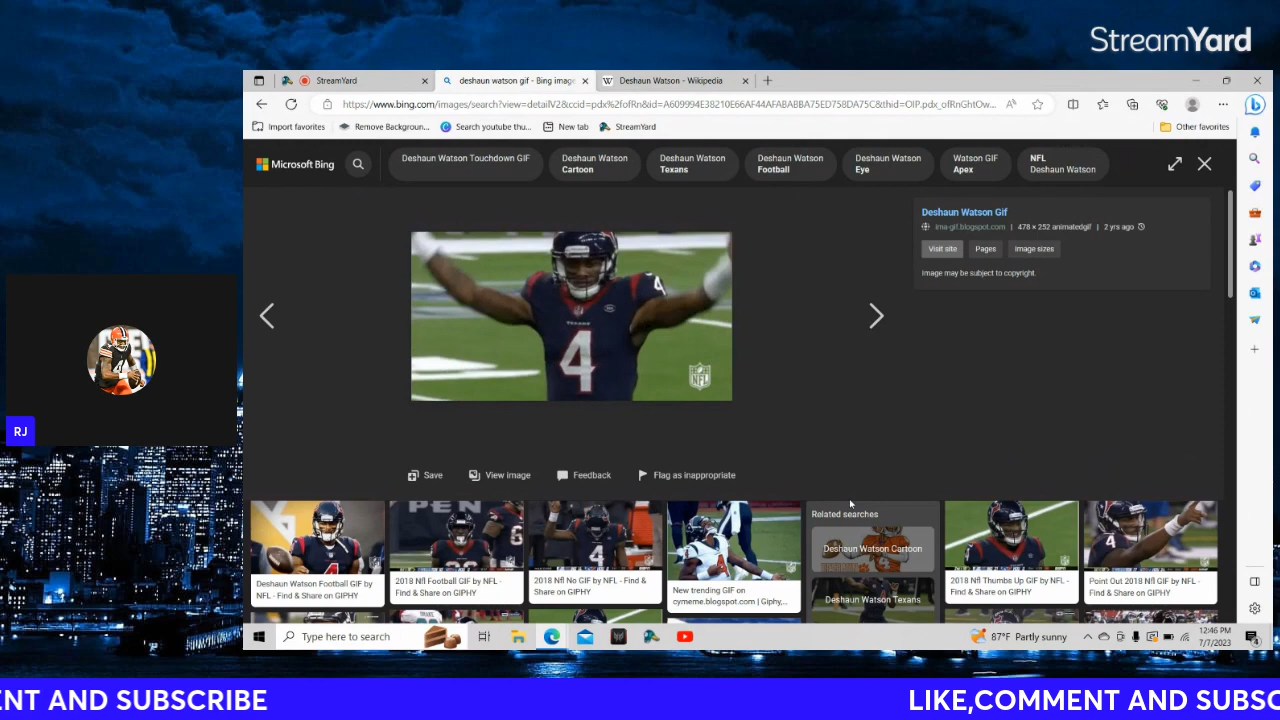 StreamYard
StreamYard
deshaun watson gif - Bing image
Deshaun Watson - Wikipedia
https://www.bing.com/images/search?view=detailV2&ccid=pdx%2fofRn&id=A609994E38210E66AF44AFABABBA75ED758DA75C&thid=OIP.pdx_ofRnGhtOw...
Import favorites
Remove Backgroun...
Search youtube thu...
New tab
StreamYard
Other favorites
Microsoft Bing
Deshaun Watson Touchdown GIF
Deshaun Watson
Cartoon
Deshaun Watson
Texans
Deshaun Watson
Football
Deshaun Watson
Eye
Watson GIF
Apex
NFL
Deshaun Watson
Deshaun Watson Gif
ima-gif.blogspot.com | 478 × 252 animatedgif | 2 yrs ago
Visit site
Pages
Image sizes
Image may be subject to copyright.
4
4
NFL
Save
View image
Feedback
Flag as inappropriate
RJ
Deshaun Watson Football GIF by
NFL - Find & Share on GIPHY
2018 Nfl Football GIF by NFL -
Find & Share on GIPHY
2018 Nfl No GIF by NFL - Find &
Share on GIPHY
New trending GIF on
cymeme.blogspot.com | Giphy,...
Related searches
Deshaun Watson Cartoon
Deshaun Watson Texans
2018 Nfl Thumbs Up GIF by NFL -
Find & Share on GIPHY
Point Out 2018 Nfl GIF by NFL -
Find & Share on GIPHY
Type here to search
87°F Partly sunny
12:46 PM
7/7/2023
4
ENT AND SUBSCRIBE
LIKE,COMMENT AND SUBSC